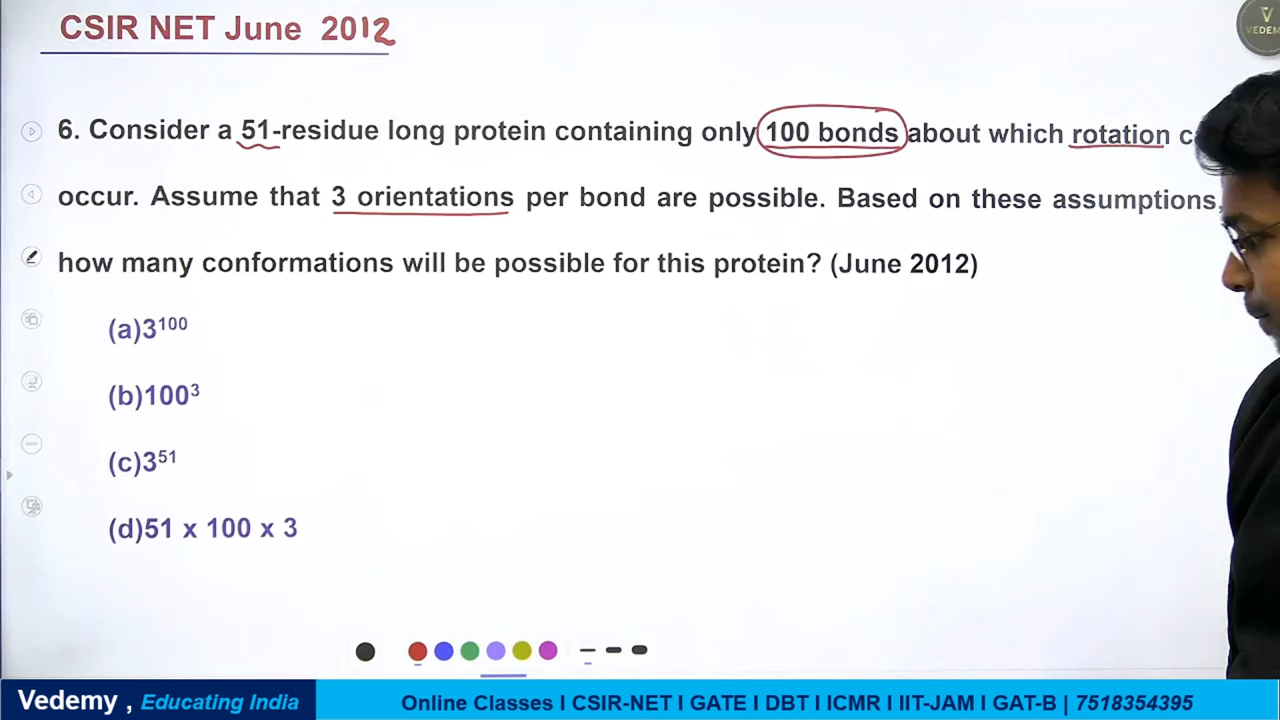 CSIR NET June 2012
VEDEM
6. Consider a 51-residue long protein containing only 100 bonds about which rotation c
occur. Assume that 3 orientations per bond are possible. Based on these assumptions,
how many conformations will be possible for this protein? (June 2012)
(a)3¹⁰⁰
(b)100³
(c)3⁵¹
(d)51 x 100 x 3
Vedemy , Educating India
Online Classes I CSIR-NET I GATE I DBT I ICMR I IIT-JAM I GAT-B | 7518354395